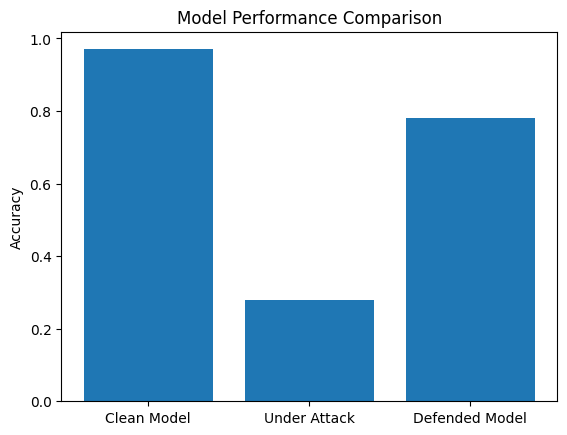 Model Performance Comparison
1.0
0.8
0.6
0.4
0.2
0.0
Accuracy
Clean Model
Under Attack
Defended Model